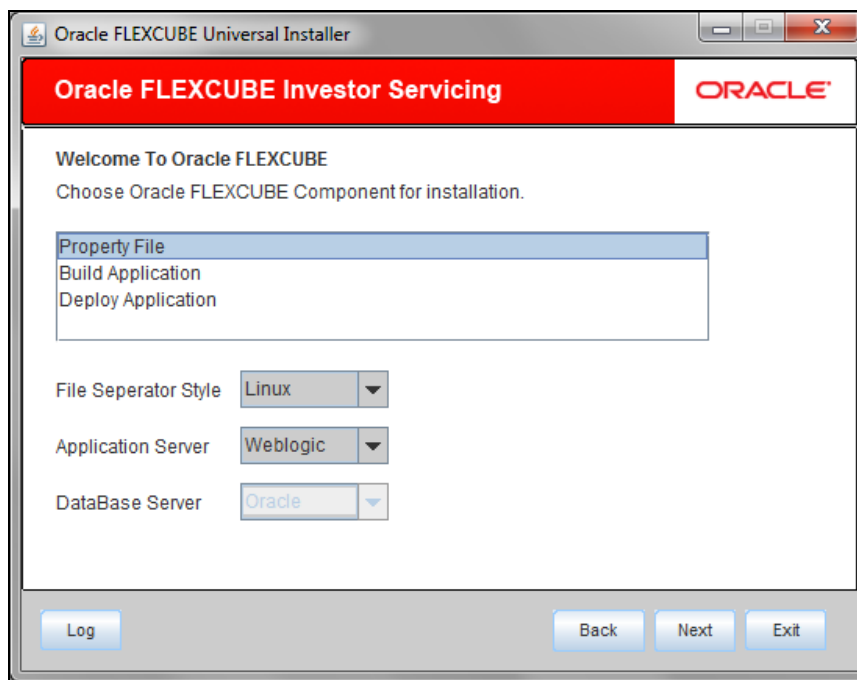 Oracle FLEXCUBE Universal Installer
Oracle FLEXCUBE Investor Servicing
ORACLE
Welcome To Oracle FLEXCUBE
Choose Oracle FLEXCUBE Component for installation.
Property File
Build Application
Deploy Application
File Seperator Style Linux
Application Server Weblogic
DataBase Server Oracle
Log Back Next Exit